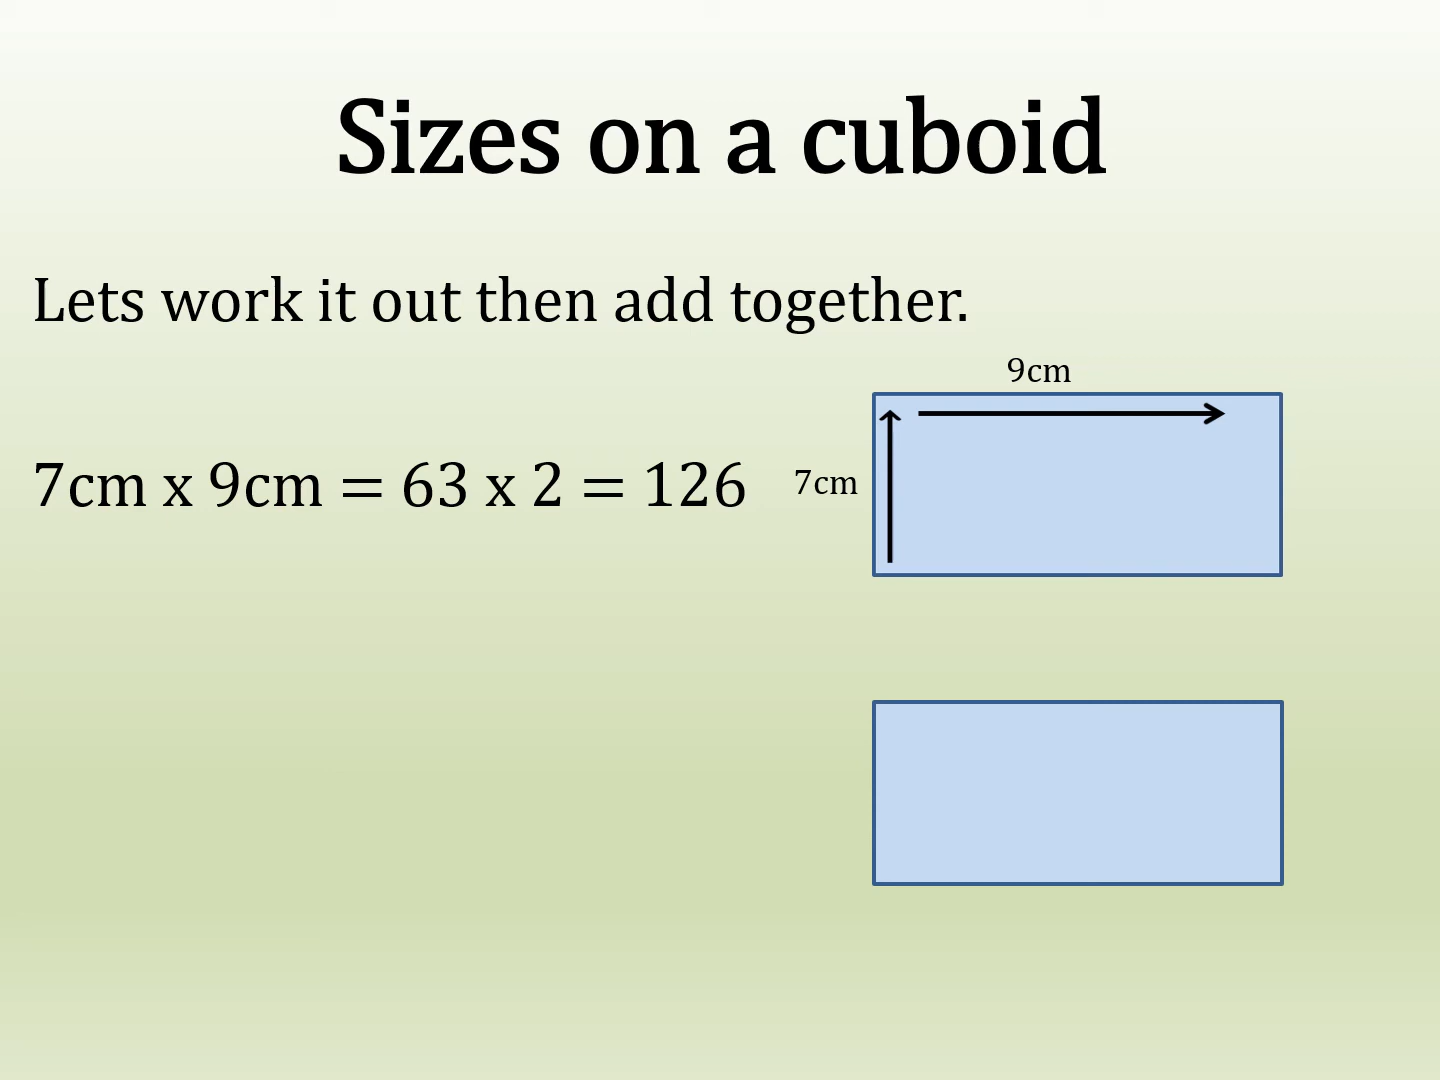 Sizes on a cuboid
Lets work it out then add together.
9cm
7cm x 9cm = 63 x 2 = 126
7cm